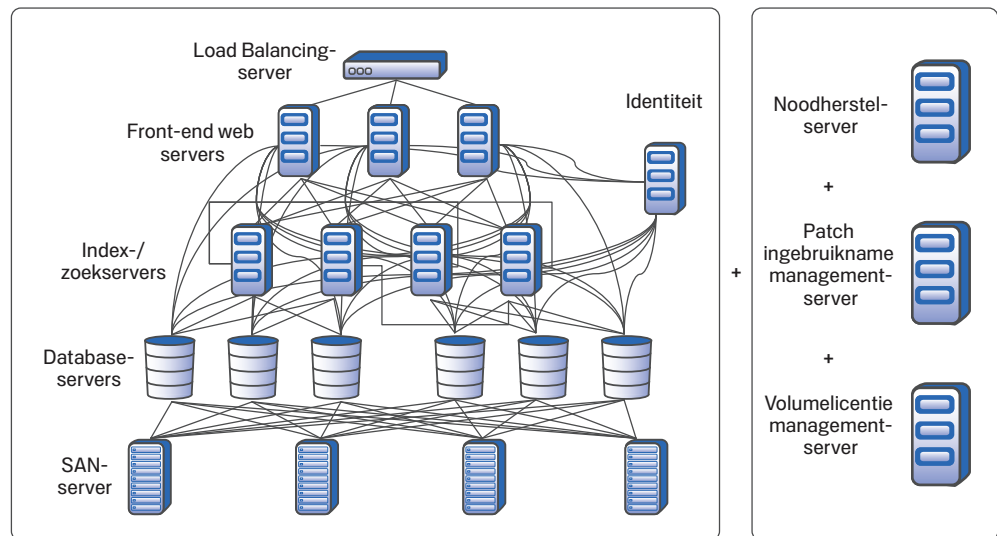 Load Balancing-
server
Identiteit
Front-end web
servers
Index-/
zoekservers
Database-
servers
SAN-
server
+
Noodherstel-
server
+
Patch
ingebruikname
management-
server
+
Volumelicentie
management-
server